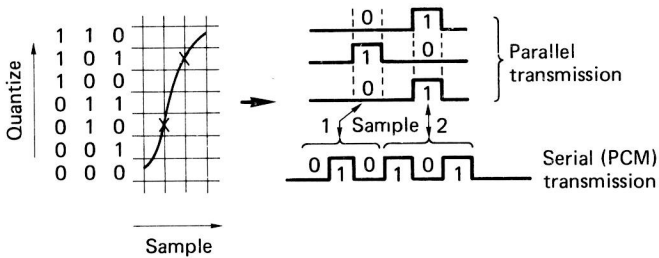 Quantize
1 1 0
1 0 1
1 0 0
0 1 1
0 1 0
0 0 1
0 0 0
Sample
0 1
1 0
0 1
Parallel
transmission
1 Sample 2
0 1 0 1 0 1
Serial (PCM)
transmission